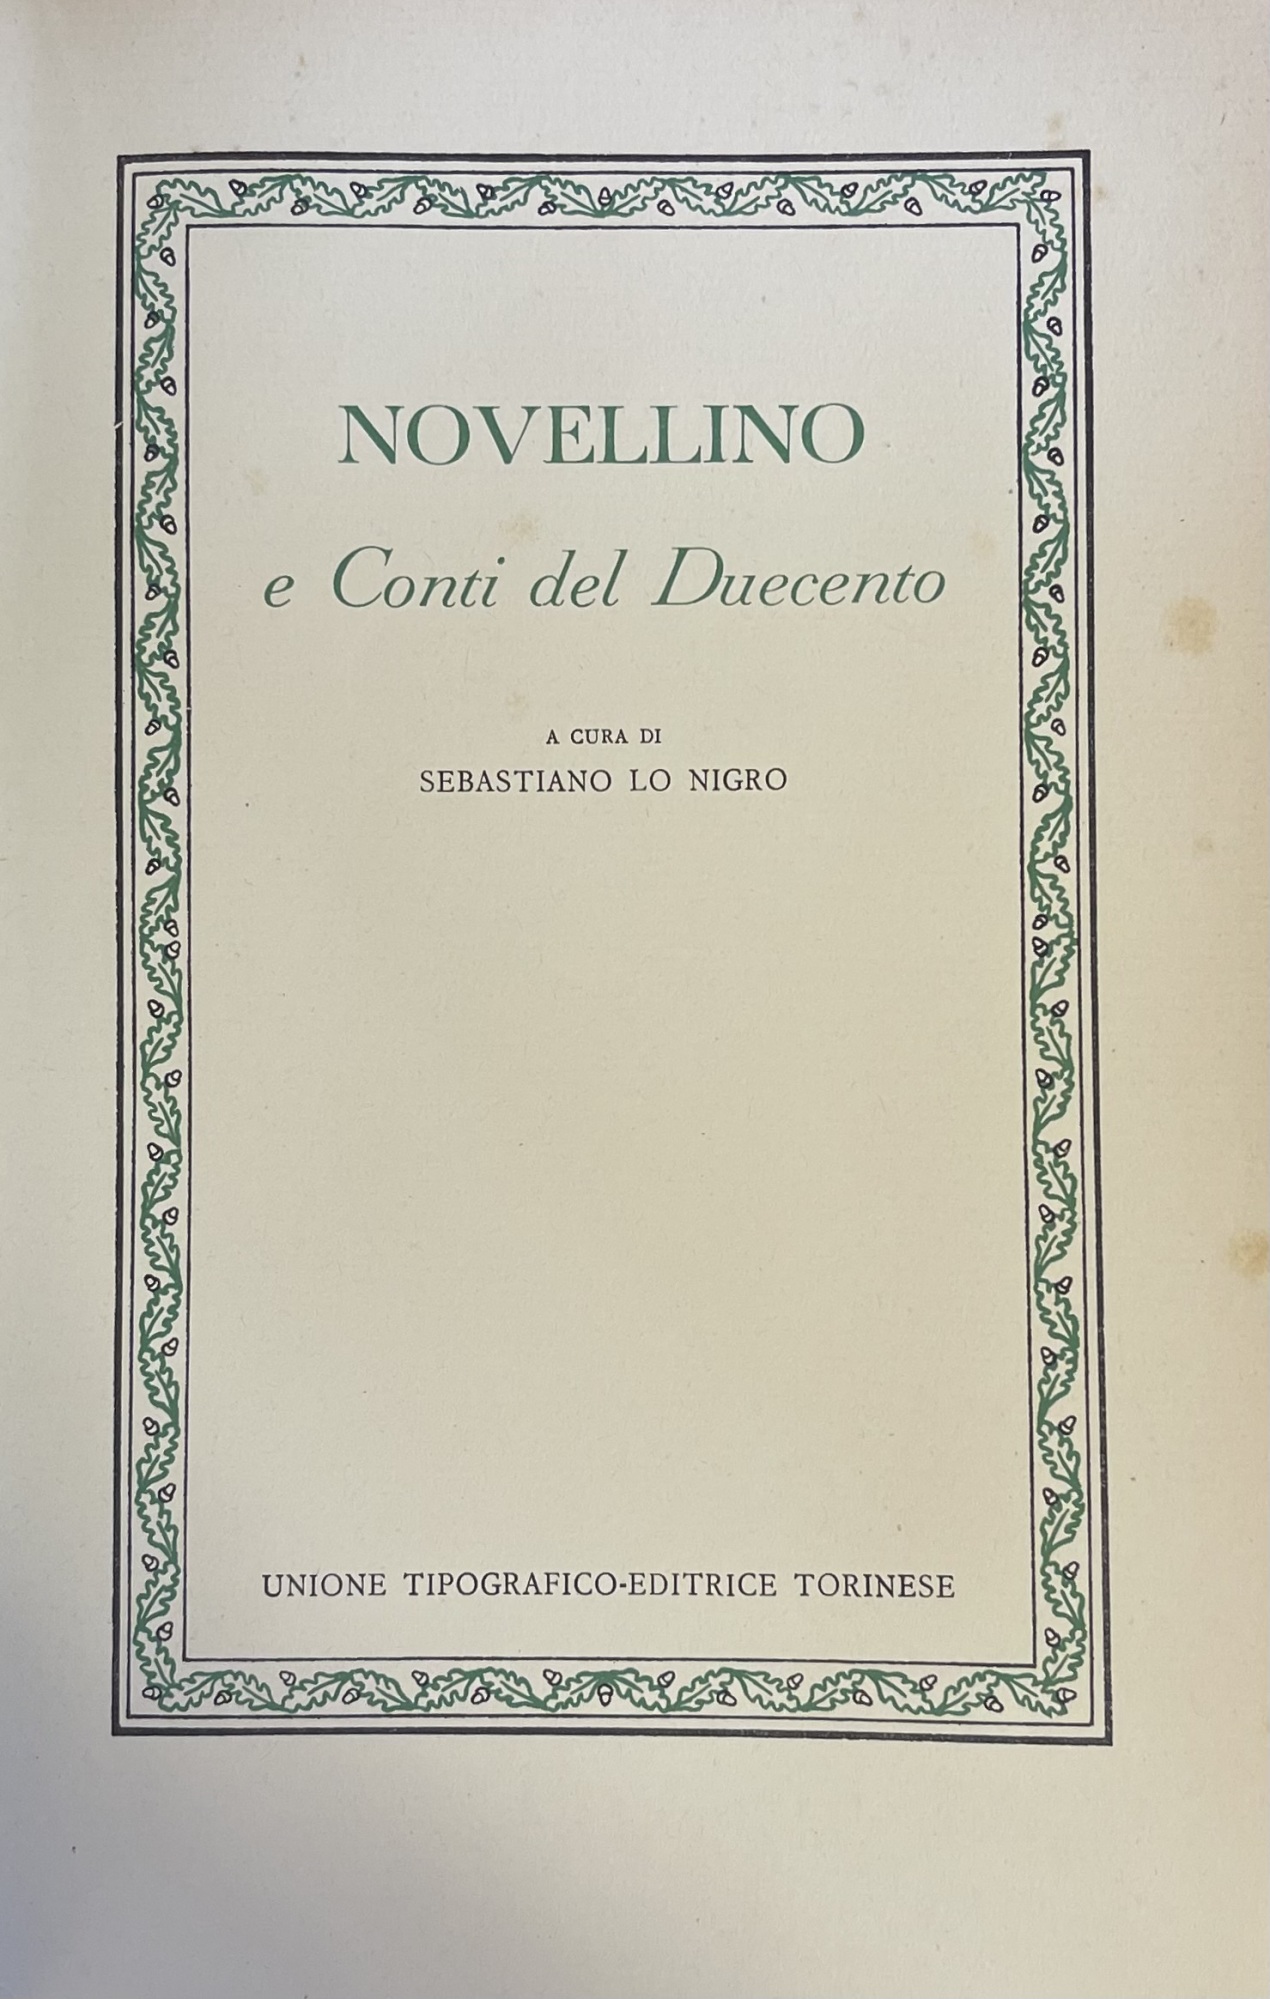 NOVELLINO
e Conti del Duecento
A CURA DI
SEBASTIANO LO NIGRO
UNIONE TIPOGRAFICO-EDITRICE TORINESE